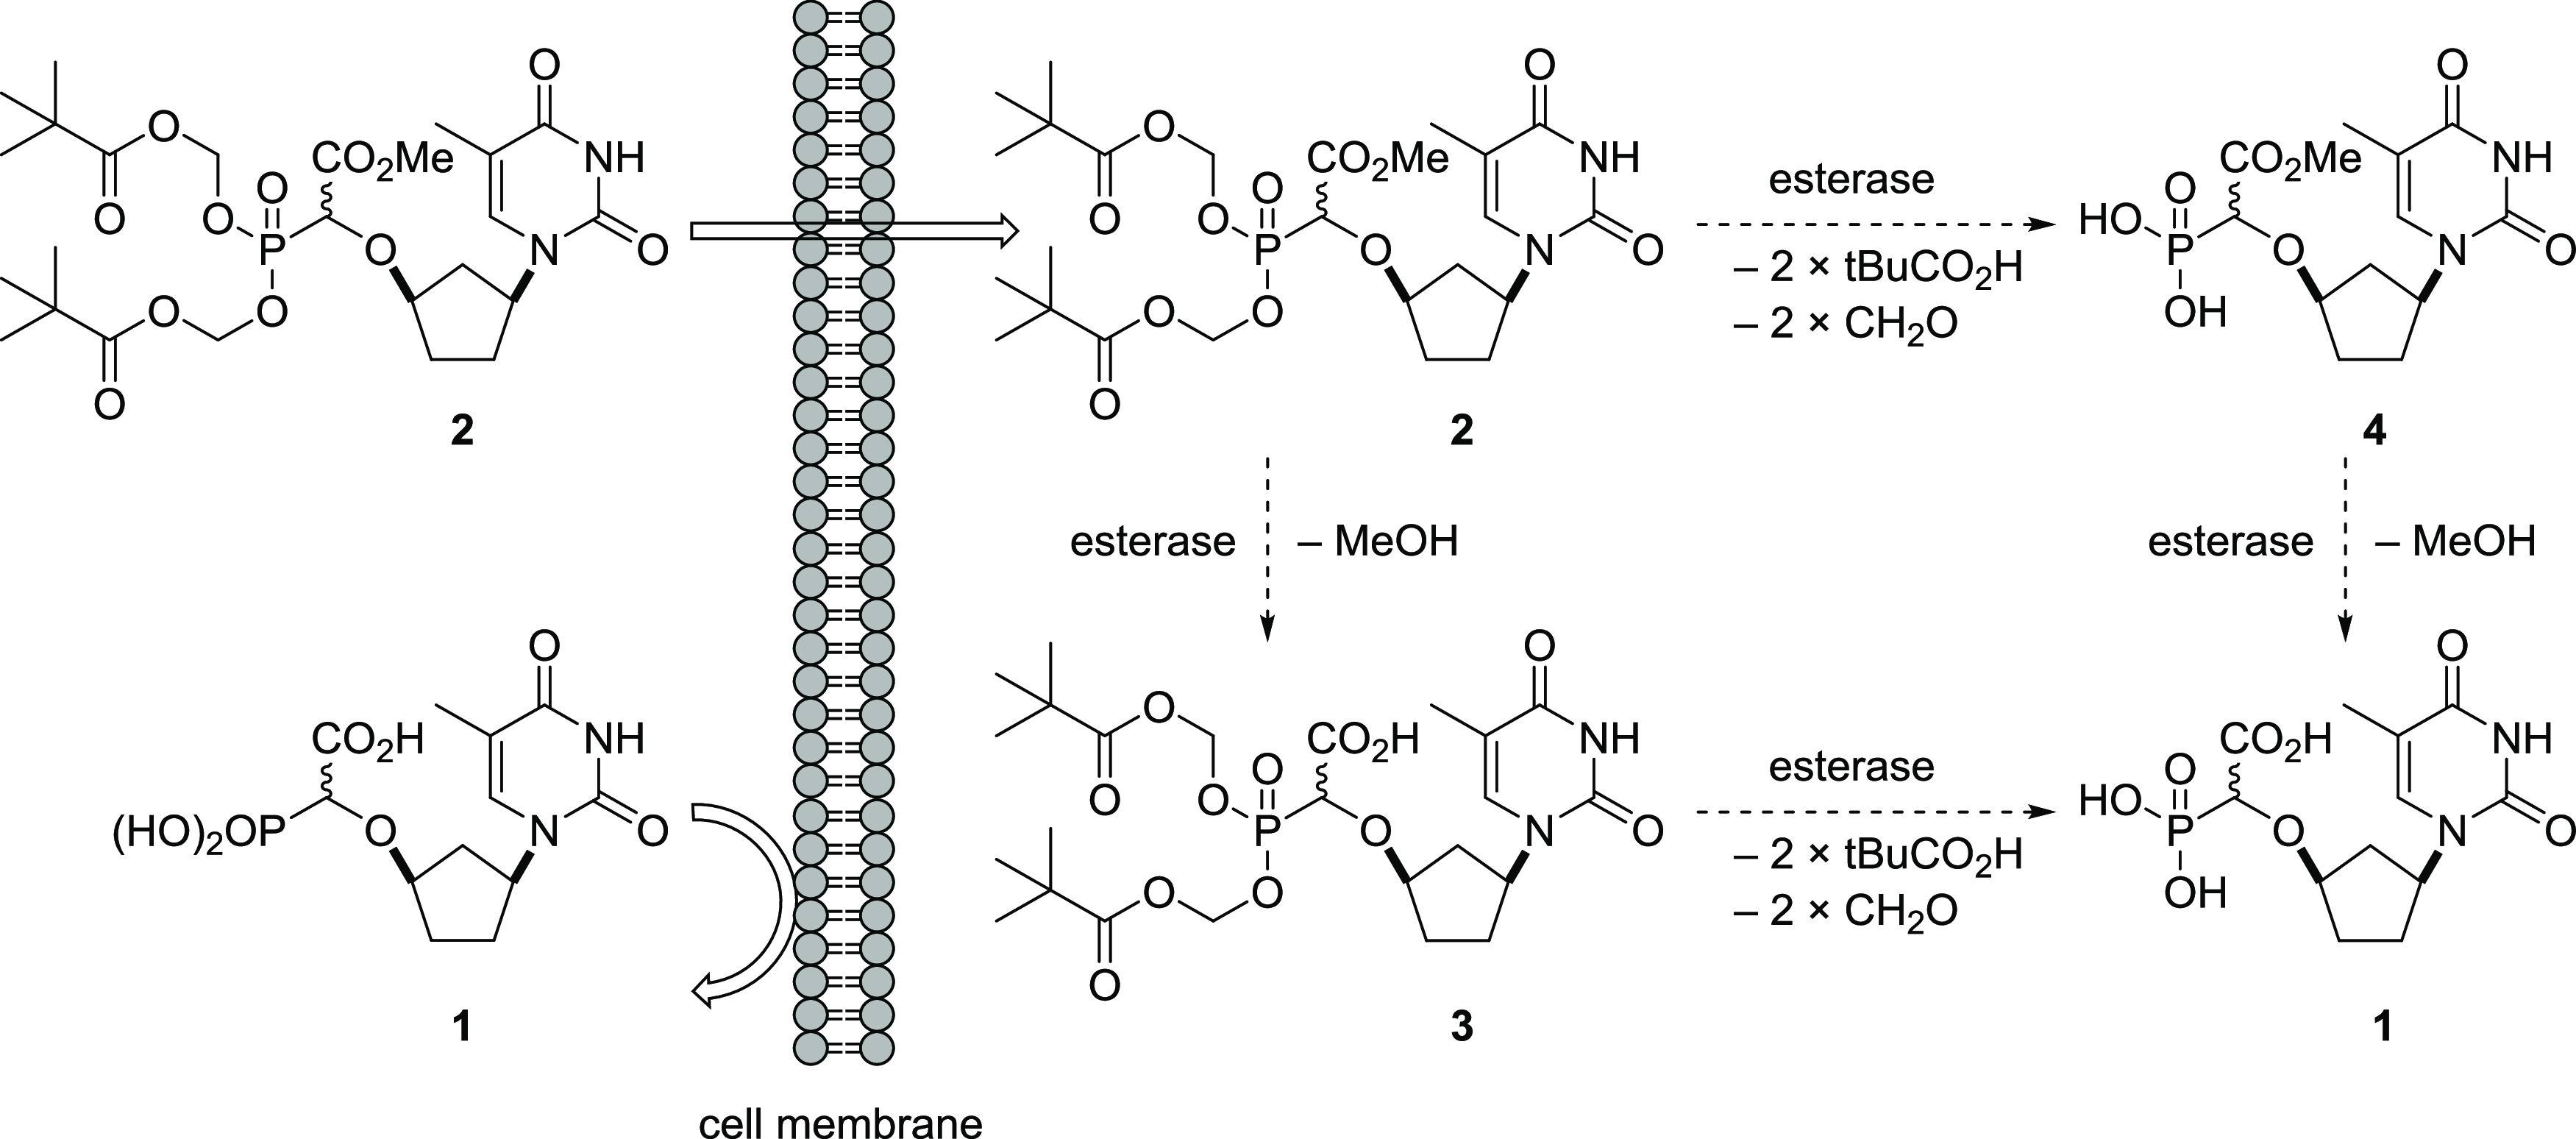 O O O
O O
CO2Me NH CO2Me NH CO2Me NH
O O esterase O
O O O O HO
P O N O P O N O P O N O
– 2 × tBuCO2H
O O O O OH
– 2 × CH2O
O O
2 2 4
esterase – MeOH esterase – MeOH
O O O
O
CO2H NH CO2H NH CO2H NH
O esterase O
O O HO
(HO)2OP O N O P O N O P O N O
– 2 × tBuCO2H
O O OH
– 2 × CH2O
O
1 3 1
cell membrane